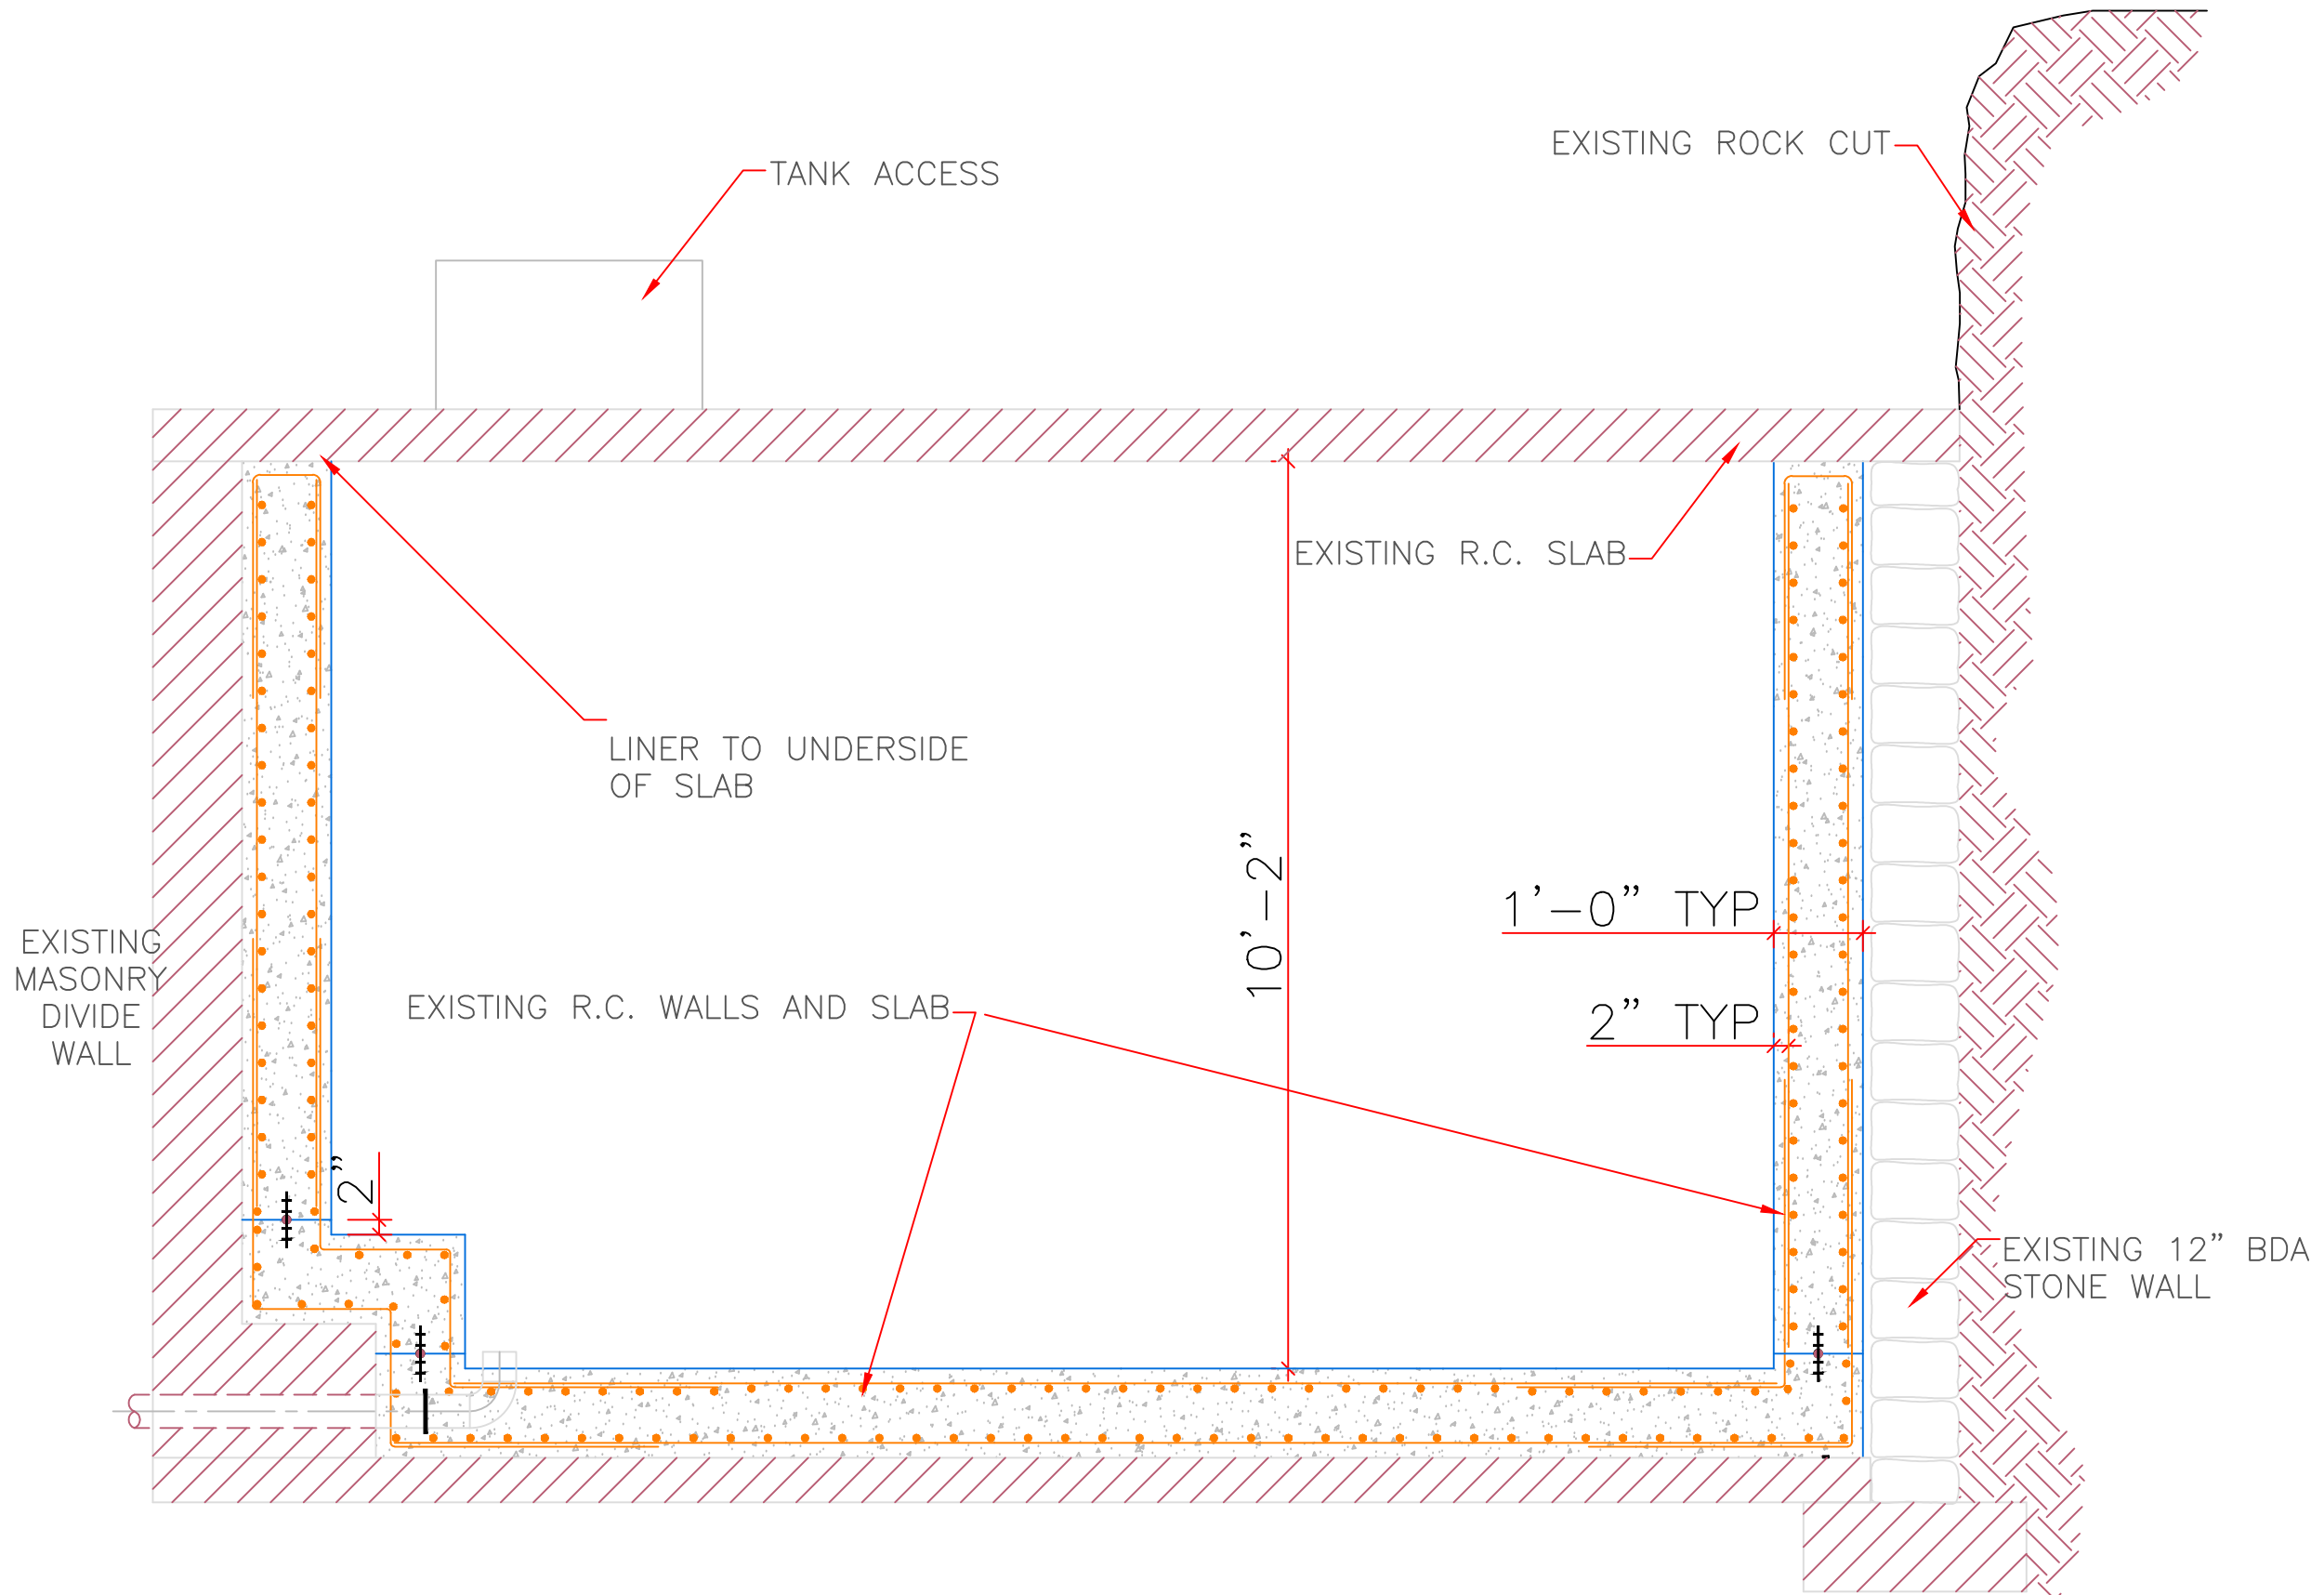 EXISTING ROCK CUT
TANK ACCESS
EXISTING R.C. SLAB
LINER TO UNDERSIDE
OF SLAB
10'-2"
1'-0" TYP
EXISTING
MASONRY
DIVIDE
WALL
EXISTING R.C. WALLS AND SLAB
2" TYP
2"
EXISTING 12" BDA
STONE WALL